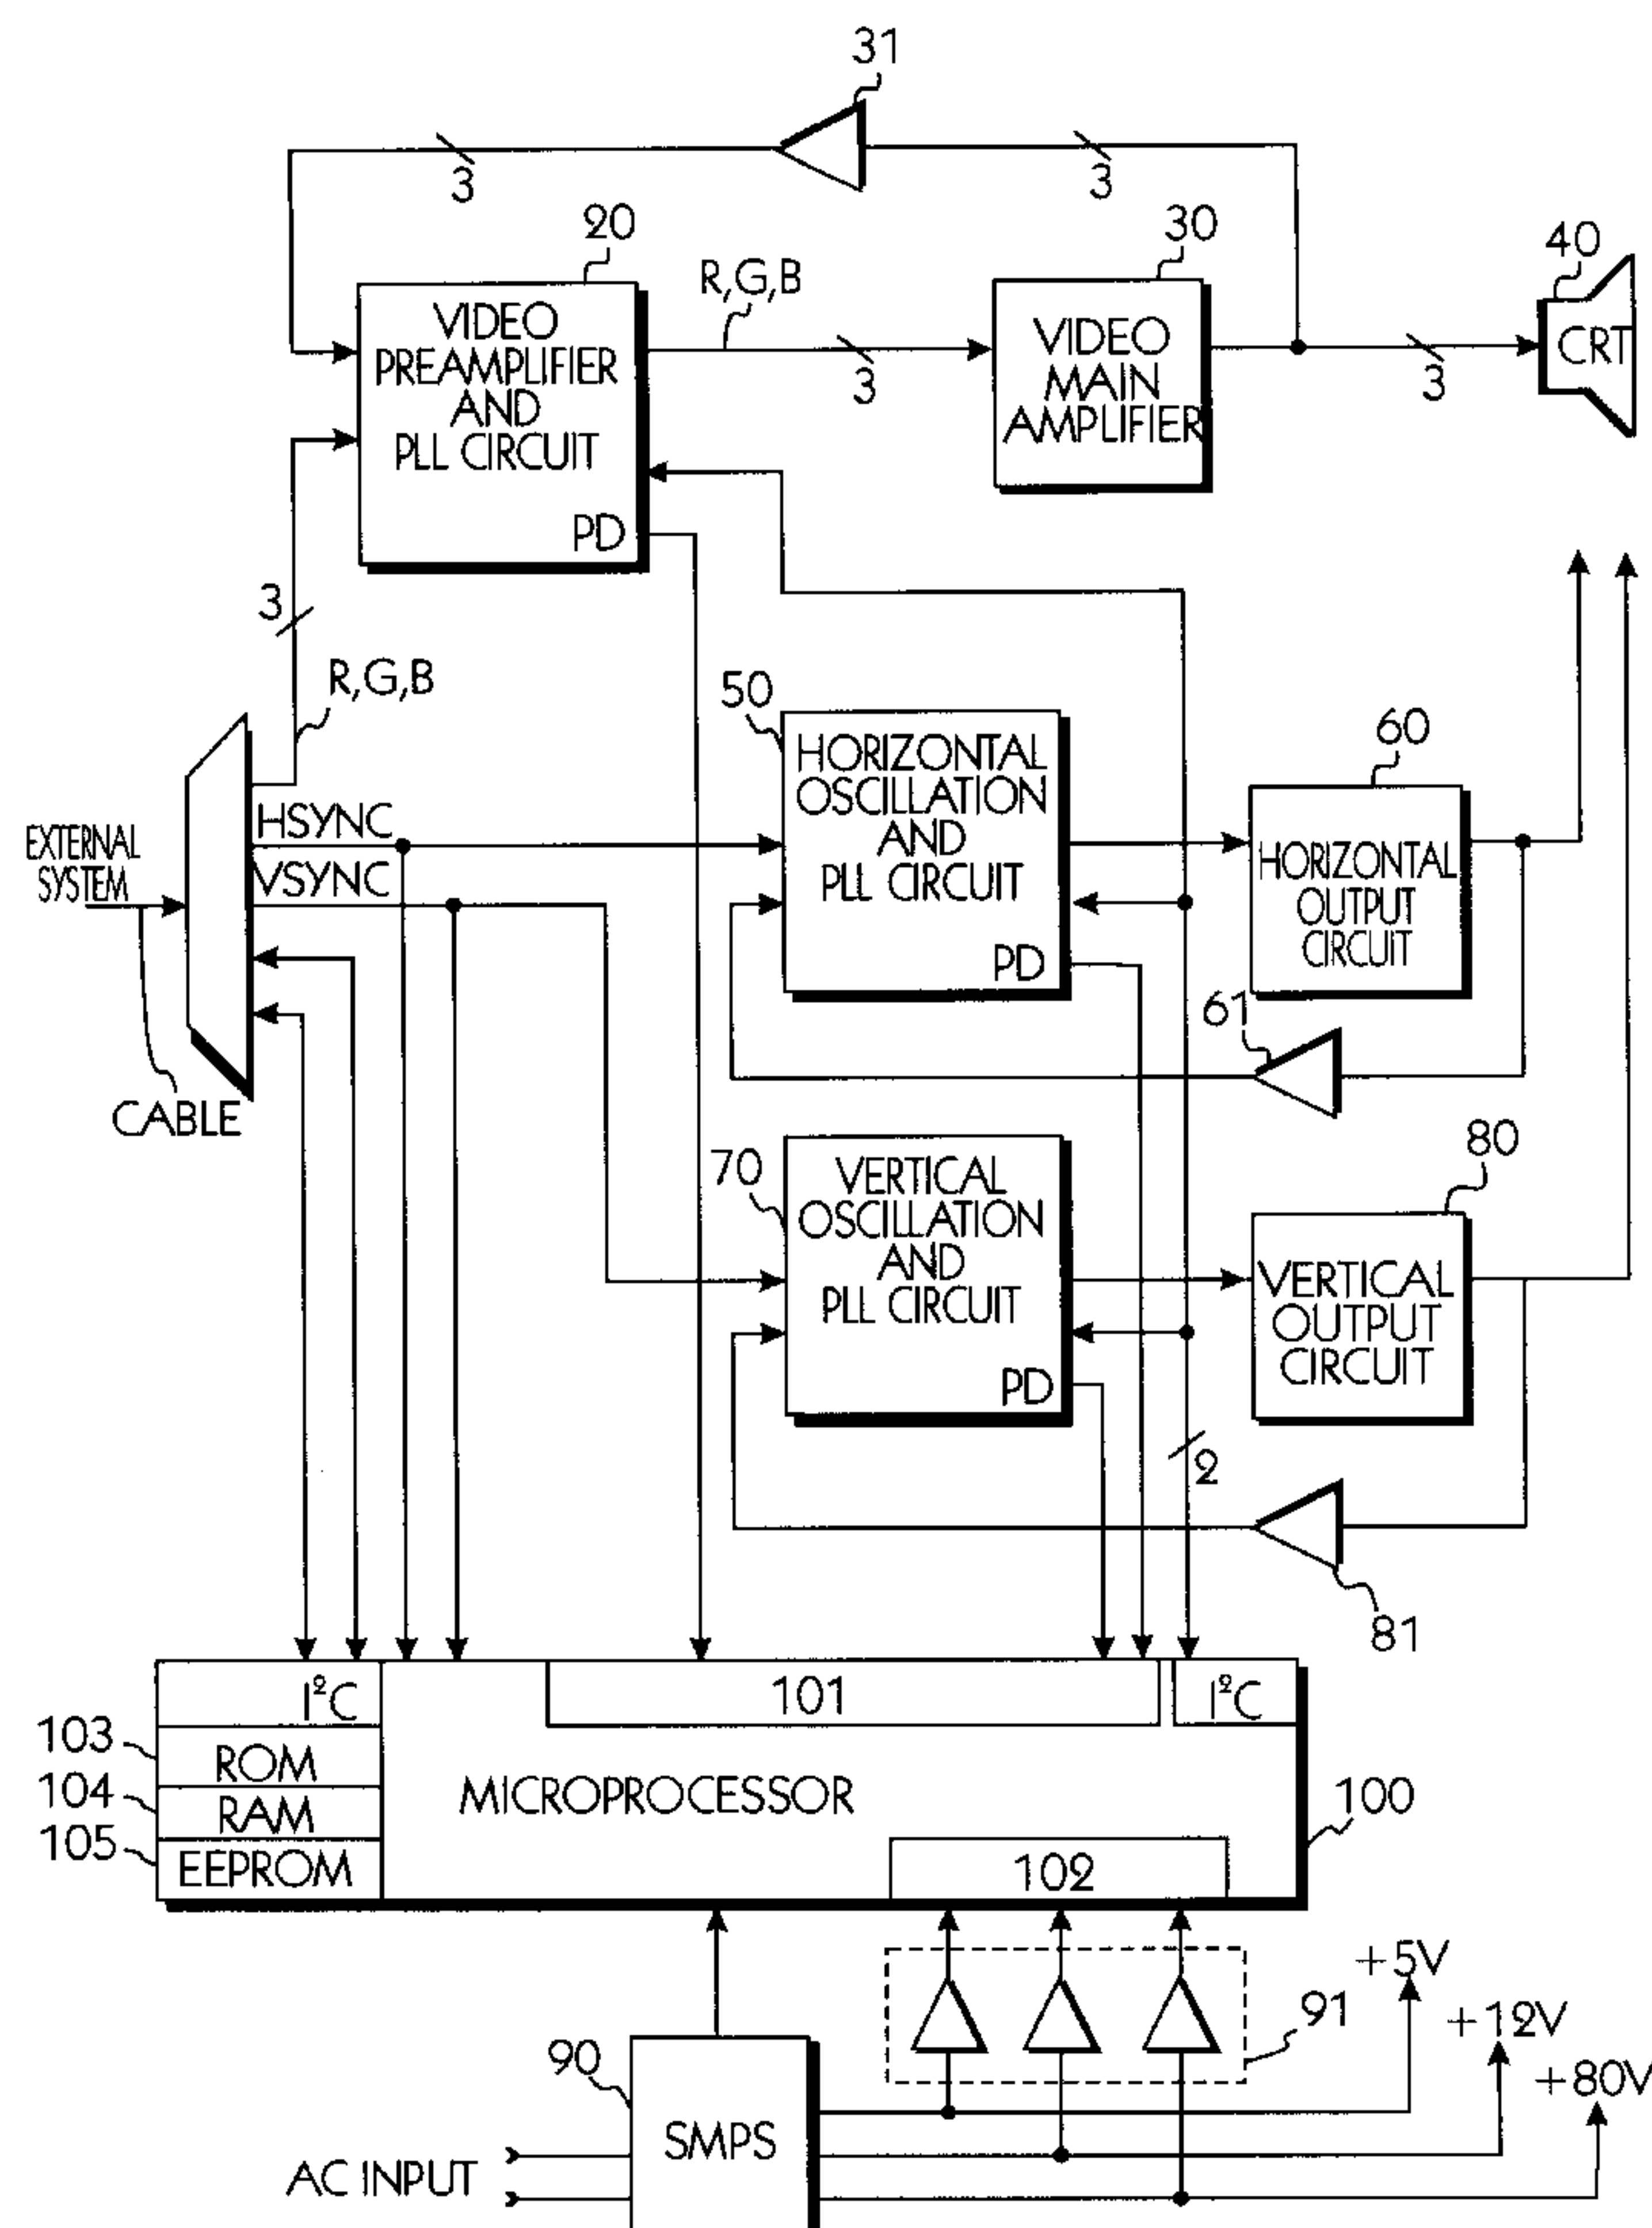 31
3
3
20
30
40
R,G,B
VIDEO
PREAMPLIFIER
AND
PLL CIRCUIT
PD
3
VIDEO
MAIN
AMPLIFIER
3
CRT
3
R,G,B
50
60
HORIZONTAL
OSCILLATION
AND
PLL CIRCUIT
PD
HSYNC
VSYNC
EXTERNAL
SYSTEM
HORIZONTAL
OUTPUT
CIRCUIT
61
CABLE
70
80
VERTICAL
OSCILLATION
AND
PLL CIRCUIT
PD
VERTICAL
OUTPUT
CIRCUIT
2
81
I²C
101
I²C
103
ROM
104
RAM
105
EEPROM
MICROPROCESSOR
100
102
+5V
91
+12V
90
+80V
SMPS
AC INPUT